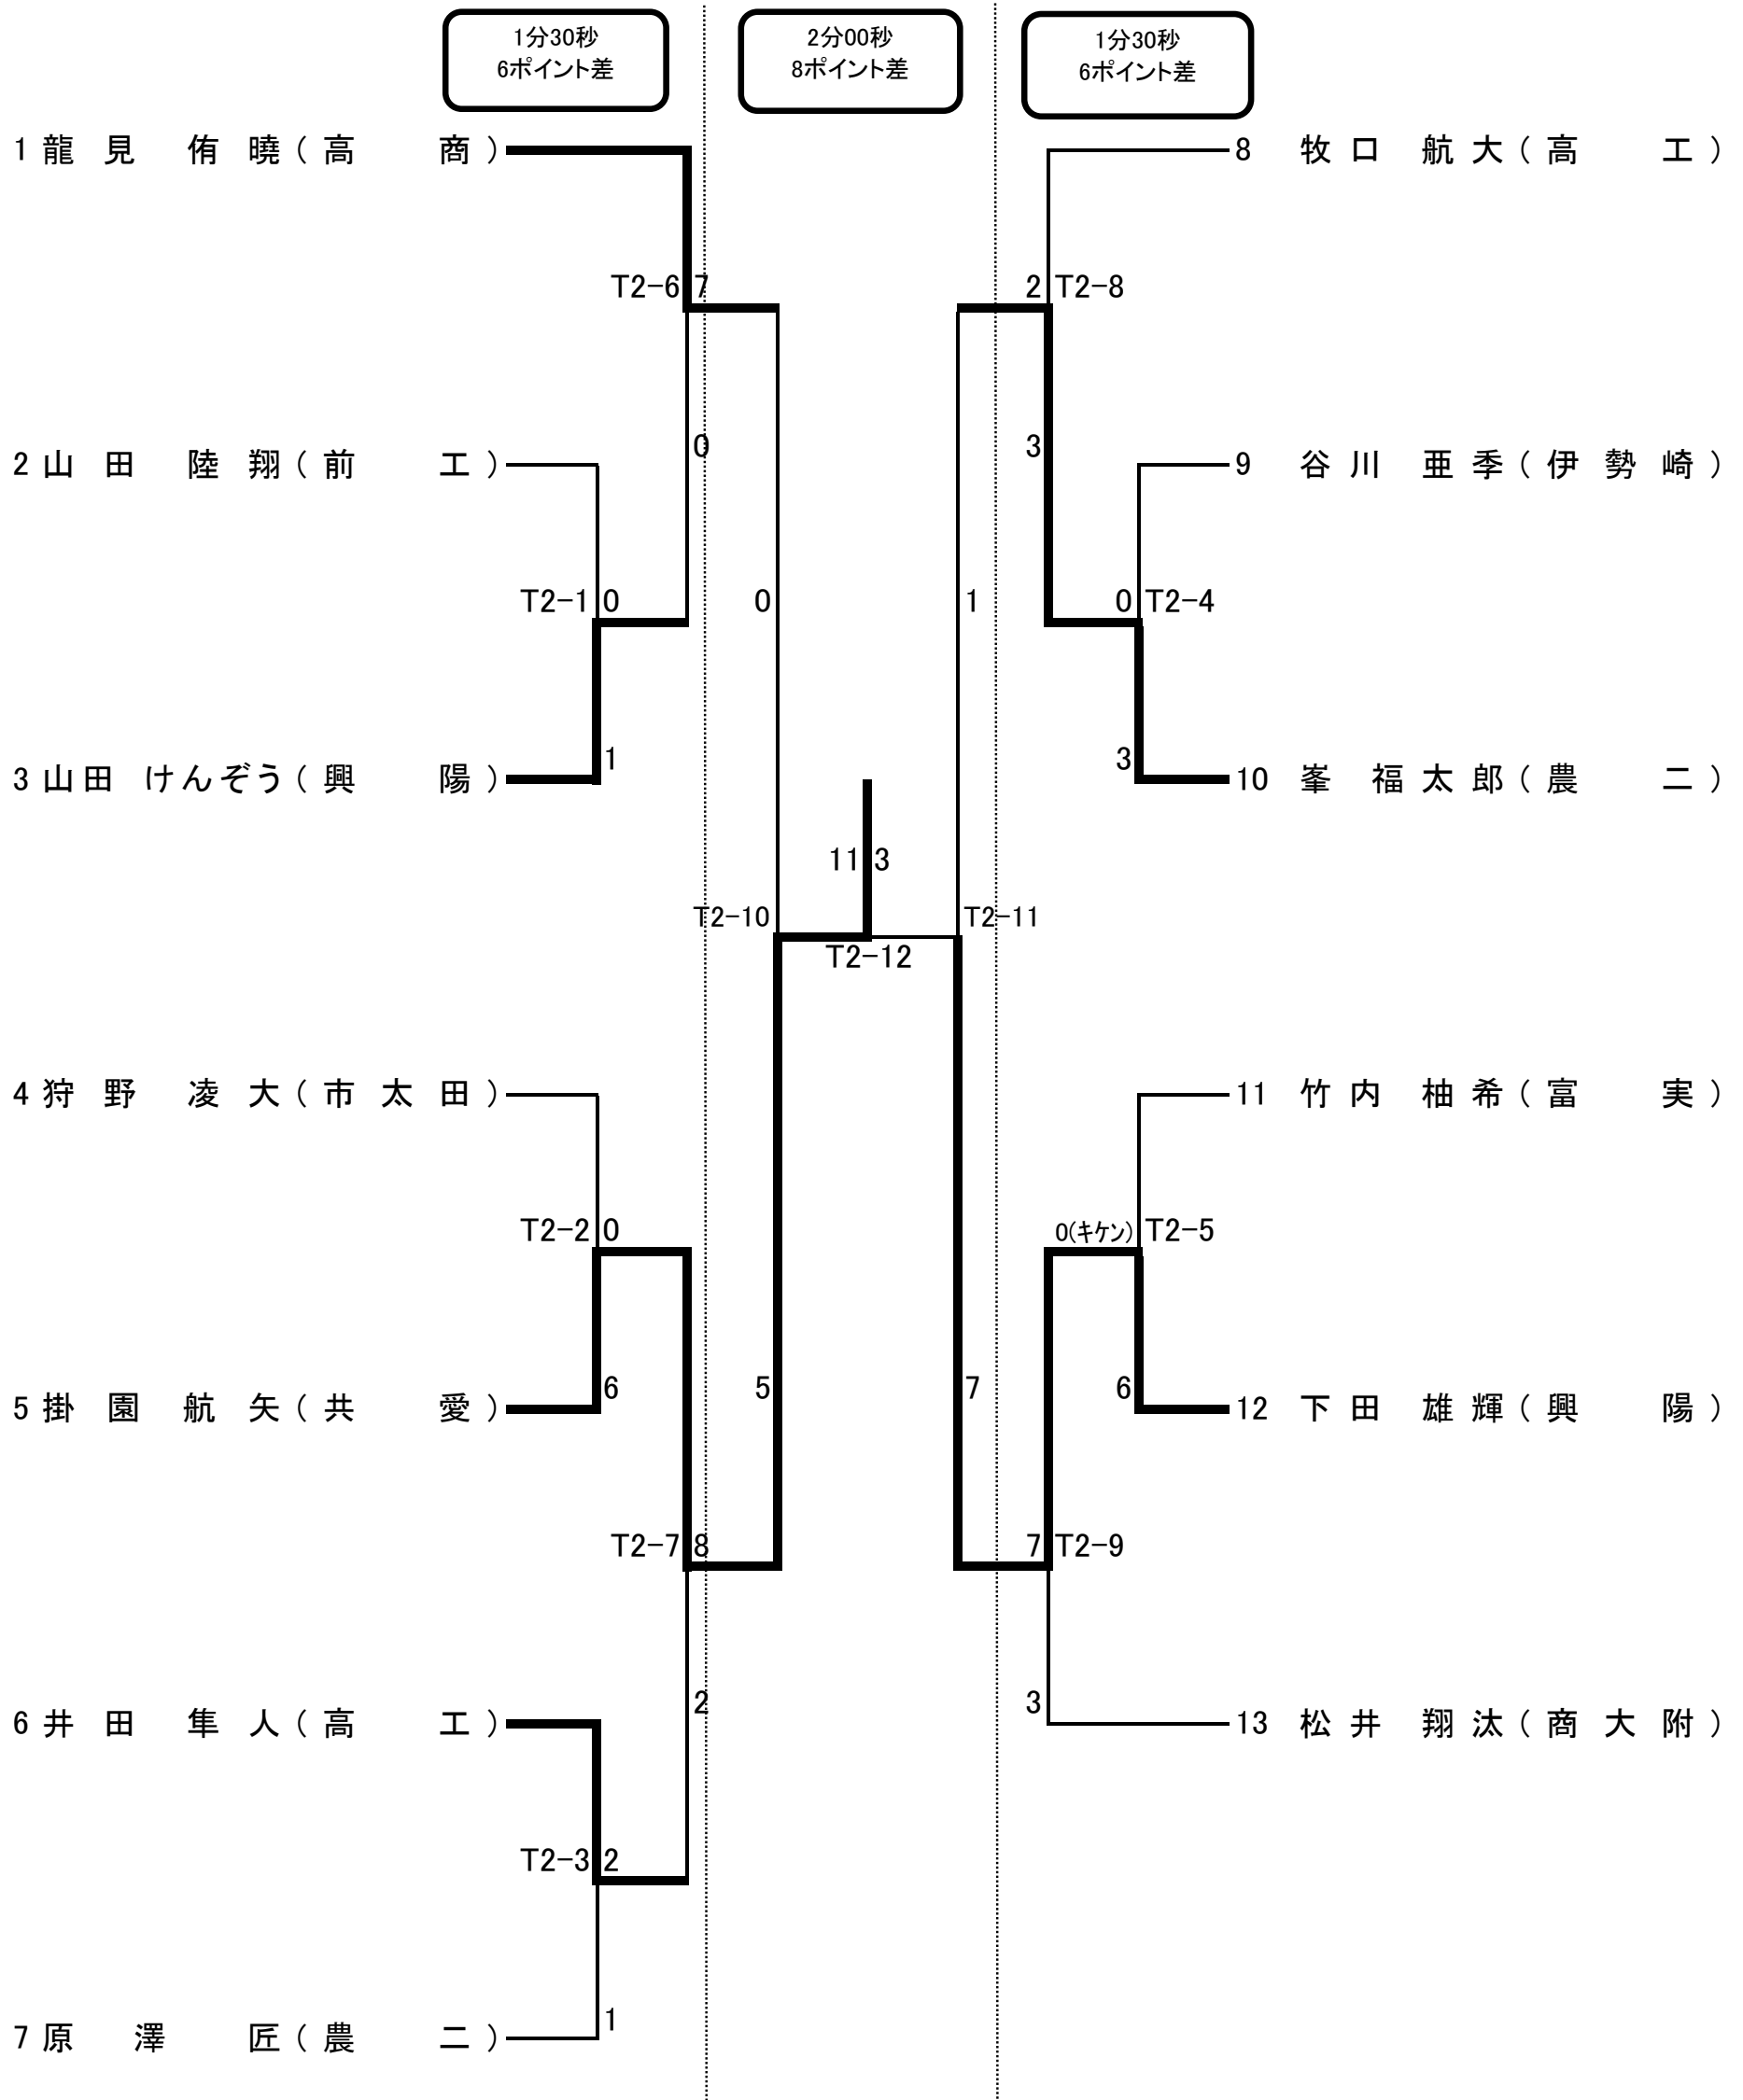 1分30秒
6ポイント差
2分00秒
8ポイント差
1分30秒
6ポイント差
1 龍見 侑曉(高商)
8 牧口 航大(高工)
T2-6 7
2 T2-8
0
3
2 山田 陸翔(前工)
9 谷川 亜季(伊勢崎)
T2-1 0
0
1
0 T2-4
1
3
3 山田 けんぞう(興陽)
10 峯 福太郎(農二)
11 3
T2-10
T2-11
T2-12
4 狩野 凌大(市太田)
11 竹内 柚希(富実)
T2-2 0
0(キケン) T2-5
6
5
7
6
5 掛園 航矢(共愛)
12 下田 雄輝(興陽)
T2-7 8
7 T2-9
2
3
6 井田 隼人(高工)
13 松井 翔汰(商大附)
T2-3 2
1
7 原澤 匠(農二)